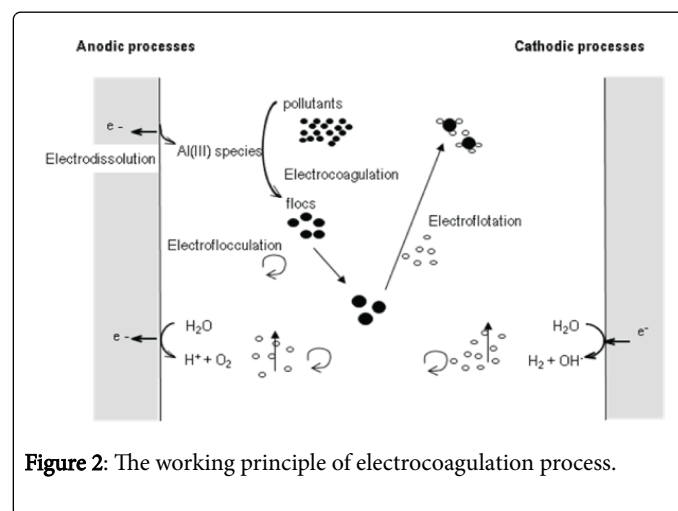 Anodic processes
Cathodic processes
pollutants
e -
Al(III) species
Electrodissolution
Electrocoagulation
flocs
Electroflotation
Electroflocculation
H₂O
H₂O
e -
e⁻
H⁺ + O₂
H₂ + OH⁻
Figure 2: The working principle of electrocoagulation process.